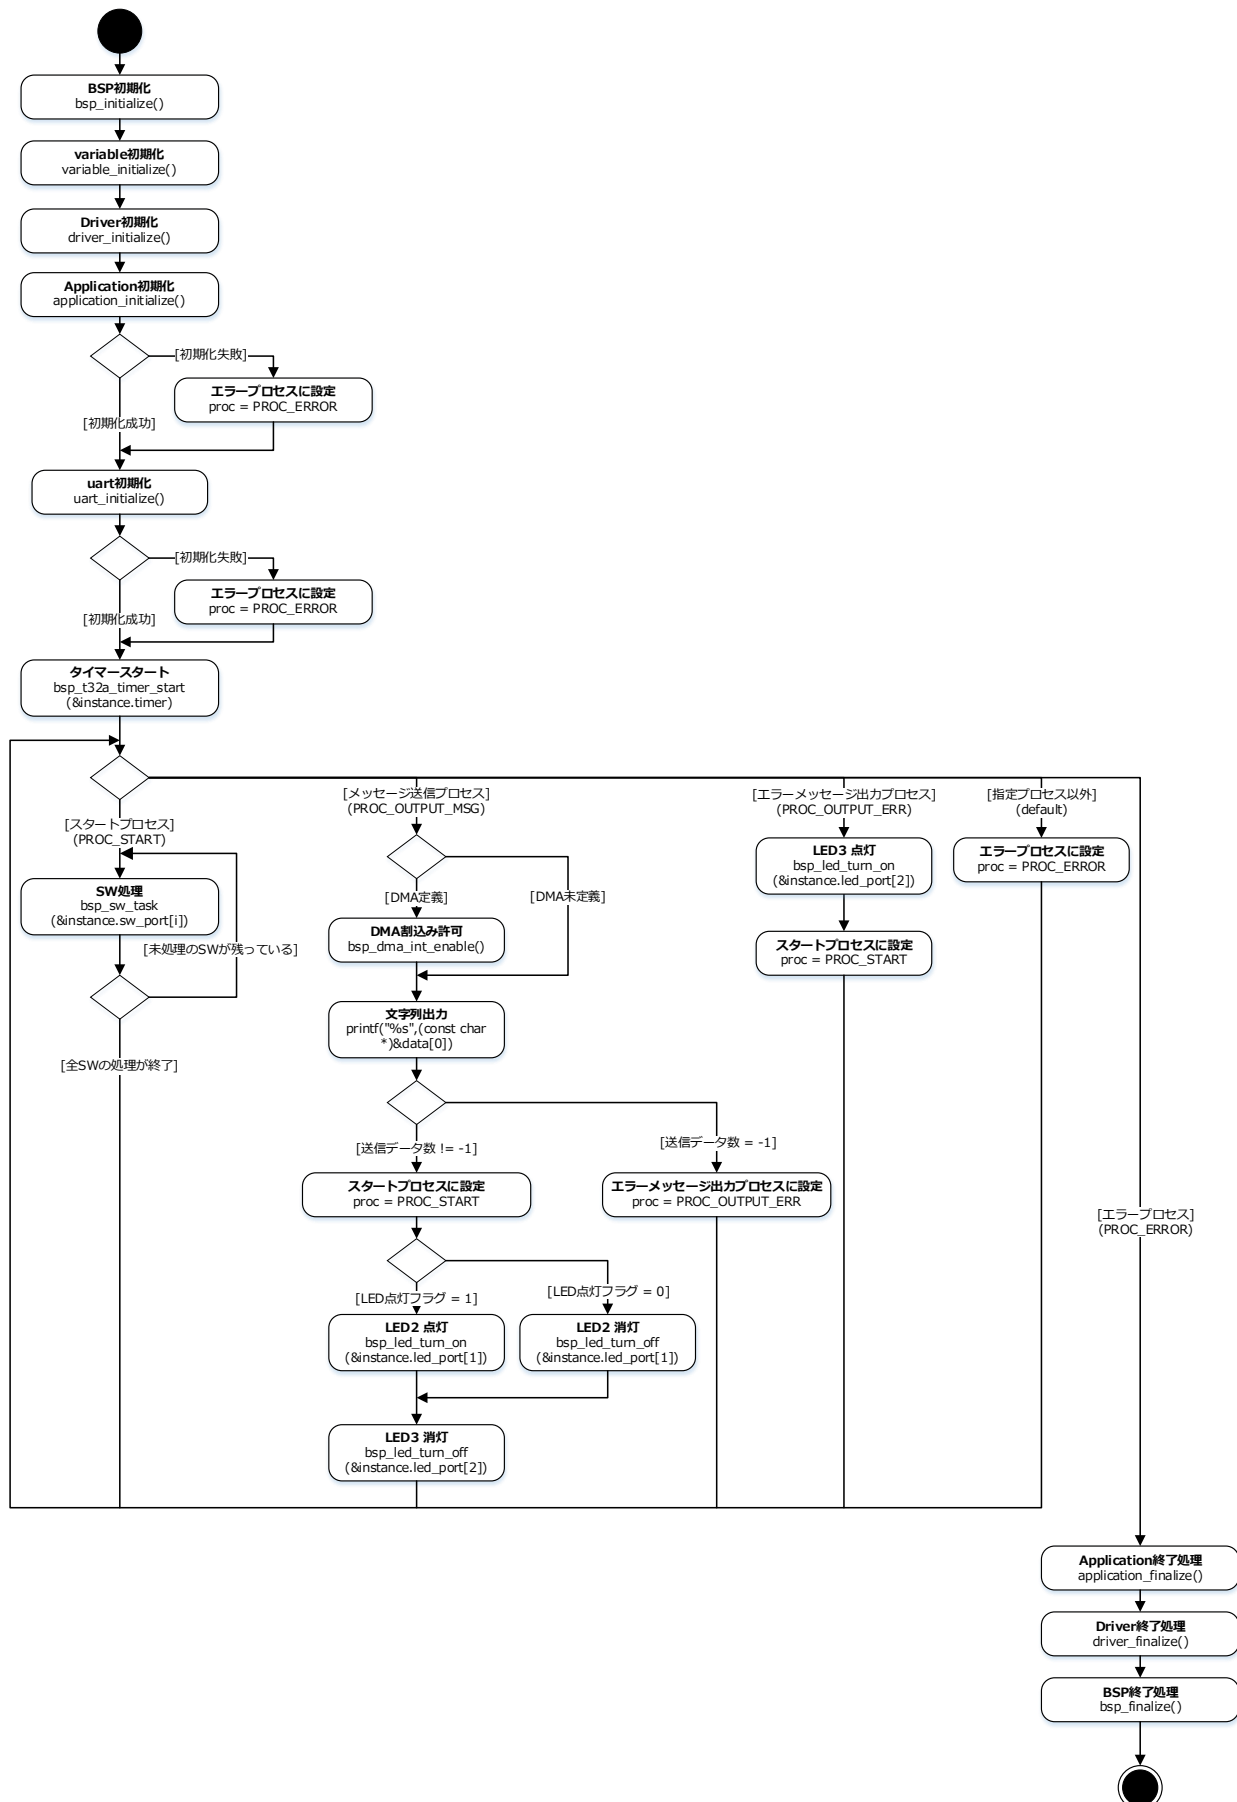 BSP初期化
bsp_initialize()
variable初期化
variable_initialize()
Driver初期化
driver_initialize()
Application初期化
application_initialize()
[初期化失敗]
エラープロセスに設定
proc = PROC_ERROR
[初期化成功]
uart初期化
uart_initialize()
[初期化失敗]
エラープロセスに設定
proc = PROC_ERROR
[初期化成功]
タイマースタート
bsp_t32a_timer_start
(&instance.timer)
[スタートプロセス]
(PROC_START)
SW処理
bsp_sw_task
(&instance.sw_port[i])
[未処理のSWが残っている]
[全SWの処理が終了]
[メッセージ送信プロセス]
(PROC_OUTPUT_MSG)
[DMA定義]
[DMA未定義]
DMA割込み許可
bsp_dma_int_enable()
文字列出力
printf("%s",(const char
*)&data[0])
[送信データ数 != -1]
[送信データ数 = -1]
スタートプロセスに設定
proc = PROC_START
エラーメッセージ出力プロセスに設定
proc = PROC_OUTPUT_ERR
[LED点灯フラグ = 1]
[LED点灯フラグ = 0]
LED2 点灯
bsp_led_turn_on
(&instance.led_port[1])
LED2 消灯
bsp_led_turn_off
(&instance.led_port[1])
LED3 消灯
bsp_led_turn_off
(&instance.led_port[2])
[エラーメッセージ出力プロセス]
(PROC_OUTPUT_ERR)
LED3 点灯
bsp_led_turn_on
(&instance.led_port[2])
スタートプロセスに設定
proc = PROC_START
[指定プロセス以外]
(default)
エラープロセスに設定
proc = PROC_ERROR
[エラープロセス]
(PROC_ERROR)
Application終了処理
application_finalize()
Driver終了処理
driver_finalize()
BSP終了処理
bsp_finalize()